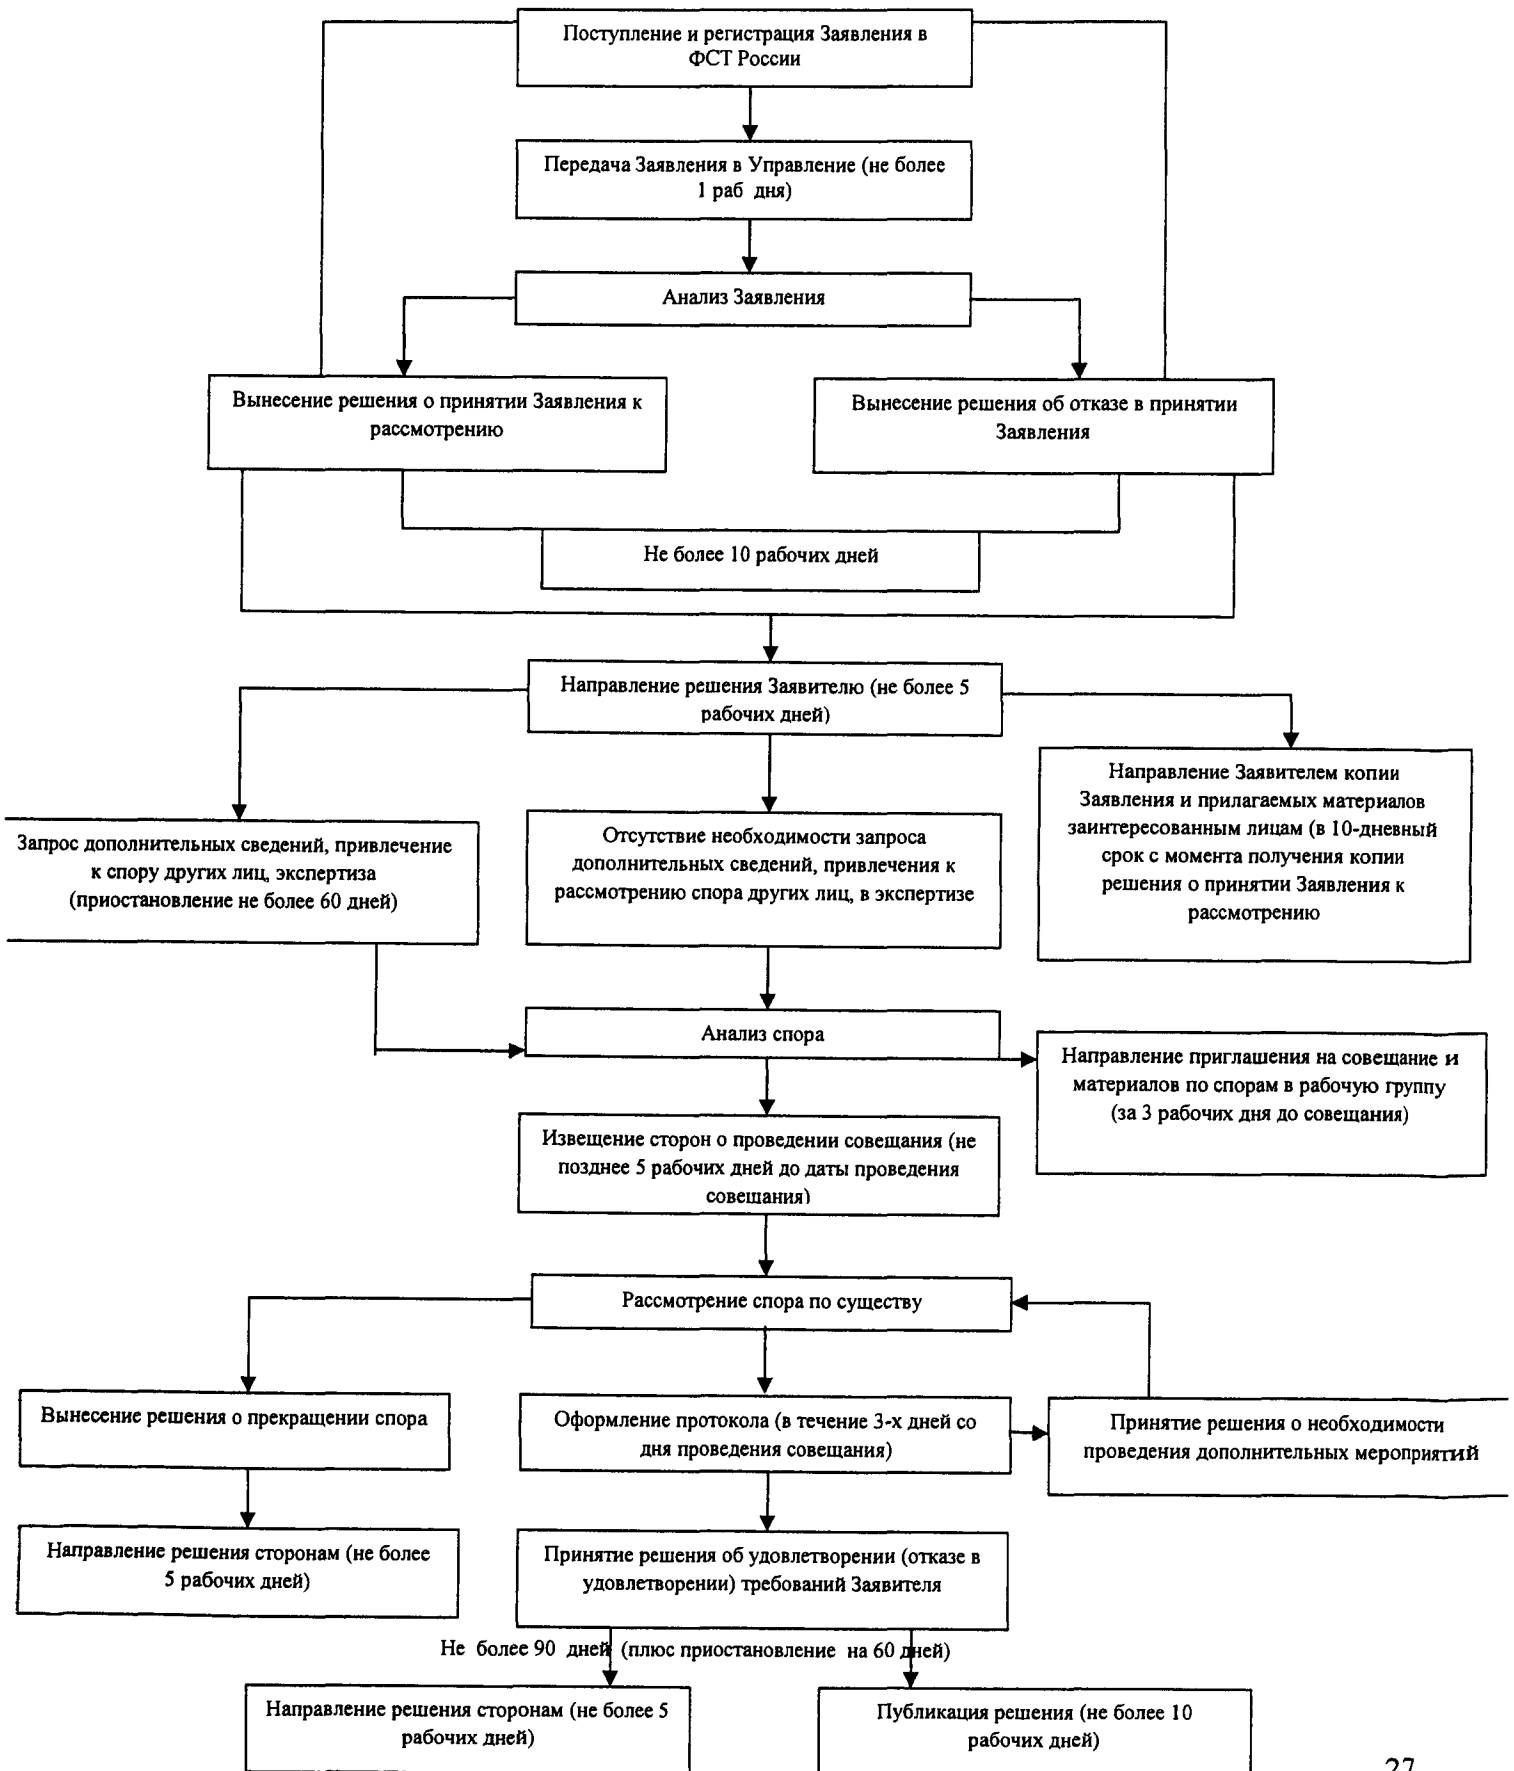 Поступление и регистрация Заявления в
ФСТ России
Передача Заявления в Управление (не более
1 раб дня)
Анализ Заявления
Вынесение решения о принятии Заявления к
рассмотрению
Вынесение решения об отказе в принятии
Заявления
Не более 10 рабочих дней
Направление решения Заявителю (не более 5
рабочих дней)
Запрос дополнительных сведений, привлечение
к спору других лиц, экспертиза
(приостановление не более 60 дней)
Отсутствие необходимости запроса
дополнительных сведений, привлечения к
рассмотрению спора других лиц, в экспертизе
Направление Заявителем копии
Заявления и прилагаемых материалов
заинтересованным лицам (в 10-дневный
срок с момента получения копии
решения о принятии Заявления к
рассмотрению
Анализ спора
Направление приглашения на совещание и
материалов по спорам в рабочую группу
(за 3 рабочих дня до совещания)
Извещение сторон о проведении совещания (не
позднее 5 рабочих дней до даты проведения
совещания)
Рассмотрение спора по существу
Вынесение решения о прекращении спора
Оформление протокола (в течение 3-х дней со
дня проведения совещания)
Принятие решения о необходимости
проведения дополнительных мероприятий
Направление решения сторонам (не более
5 рабочих дней)
Принятие решения об удовлетворении (отказе в
удовлетворении) требований Заявителя
Не более 90 дней (плюс приостановление на 60 дней)
Направление решения сторонам (не более 5
рабочих дней)
Публикация решения (не более 10
рабочих дней)
27